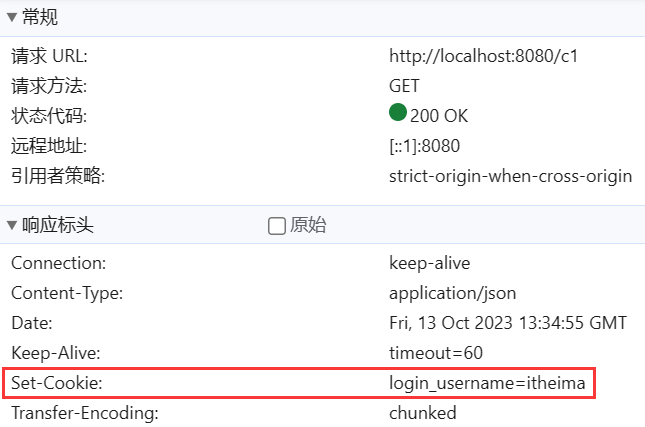 常规
请求 URL: http://localhost:8080/c1
请求方法: GET
状态代码: 200 OK
远程地址: [::1]:8080
引用者策略: strict-origin-when-cross-origin
响应标头 原始
Connection: keep-alive
Content-Type: application/json
Date: Fri, 13 Oct 2023 13:34:55 GMT
Keep-Alive: timeout=60
Set-Cookie: login_username=itheima
Transfer-Encoding: chunked